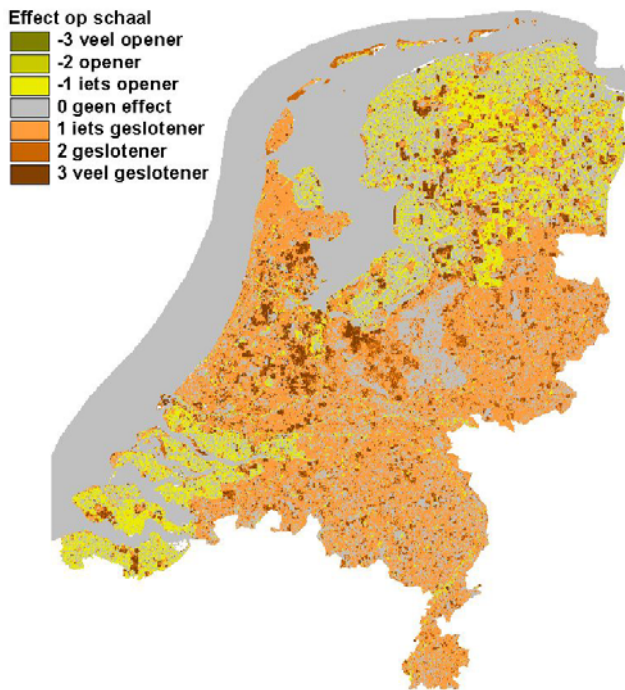 Effect op schaal
-3 veel opener
-2 opener
-1 iets opener
0 geen effect
1 iets geslotener
2 geslotener
3 veel geslotener